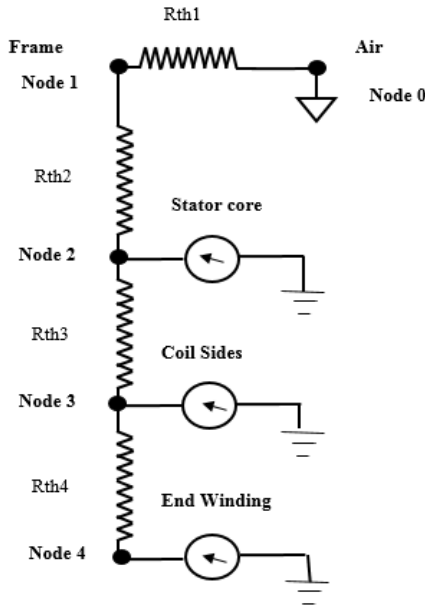 Rth1
Frame
Air
Node 1
Node 0
Rth2
Stator core
Node 2
Rth3
Coil Sides
Node 3
Rth4
End Winding
Node 4